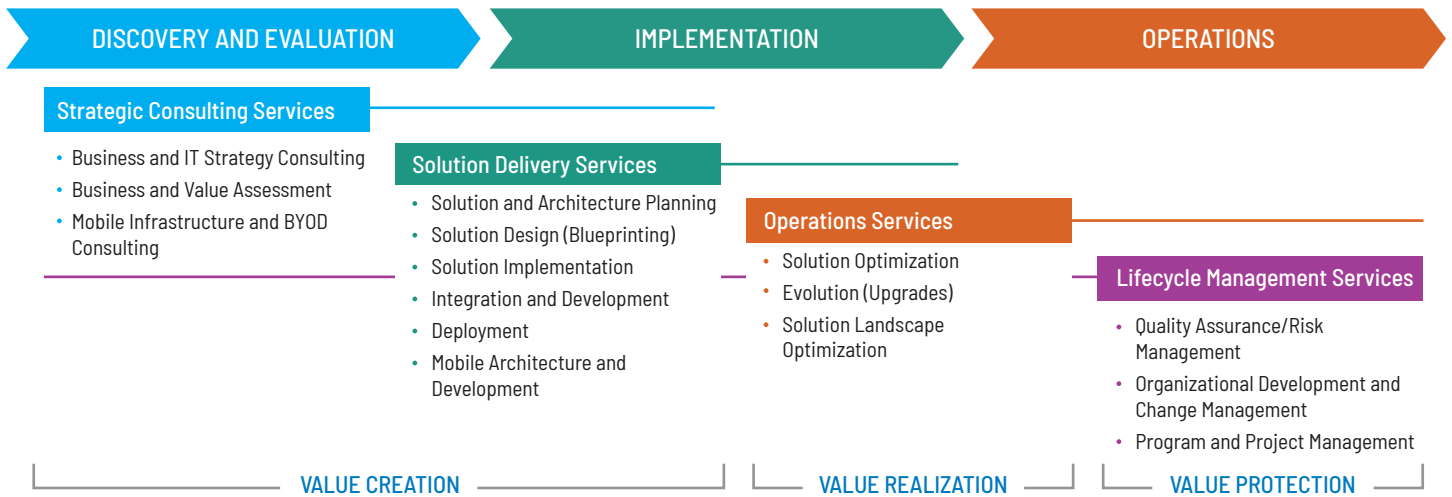 DISCOVERY AND EVALUATION
IMPLEMENTATION
OPERATIONS
Strategic Consulting Services
Business and IT Strategy Consulting
Business and Value Assessment
Mobile Infrastructure and BYOD
Consulting
Solution Delivery Services
Solution and Architecture Planning
Solution Design (Blueprinting)
Solution Implementation
Integration and Development
Deployment
Mobile Architecture and
Development
Operations Services
Solution Optimization
Evolution (Upgrades)
Solution Landscape
Optimization
Lifecycle Management Services
Quality Assurance/Risk
Management
Organizational Development and
Change Management
Program and Project Management
VALUE CREATION
VALUE REALIZATION
VALUE PROTECTION